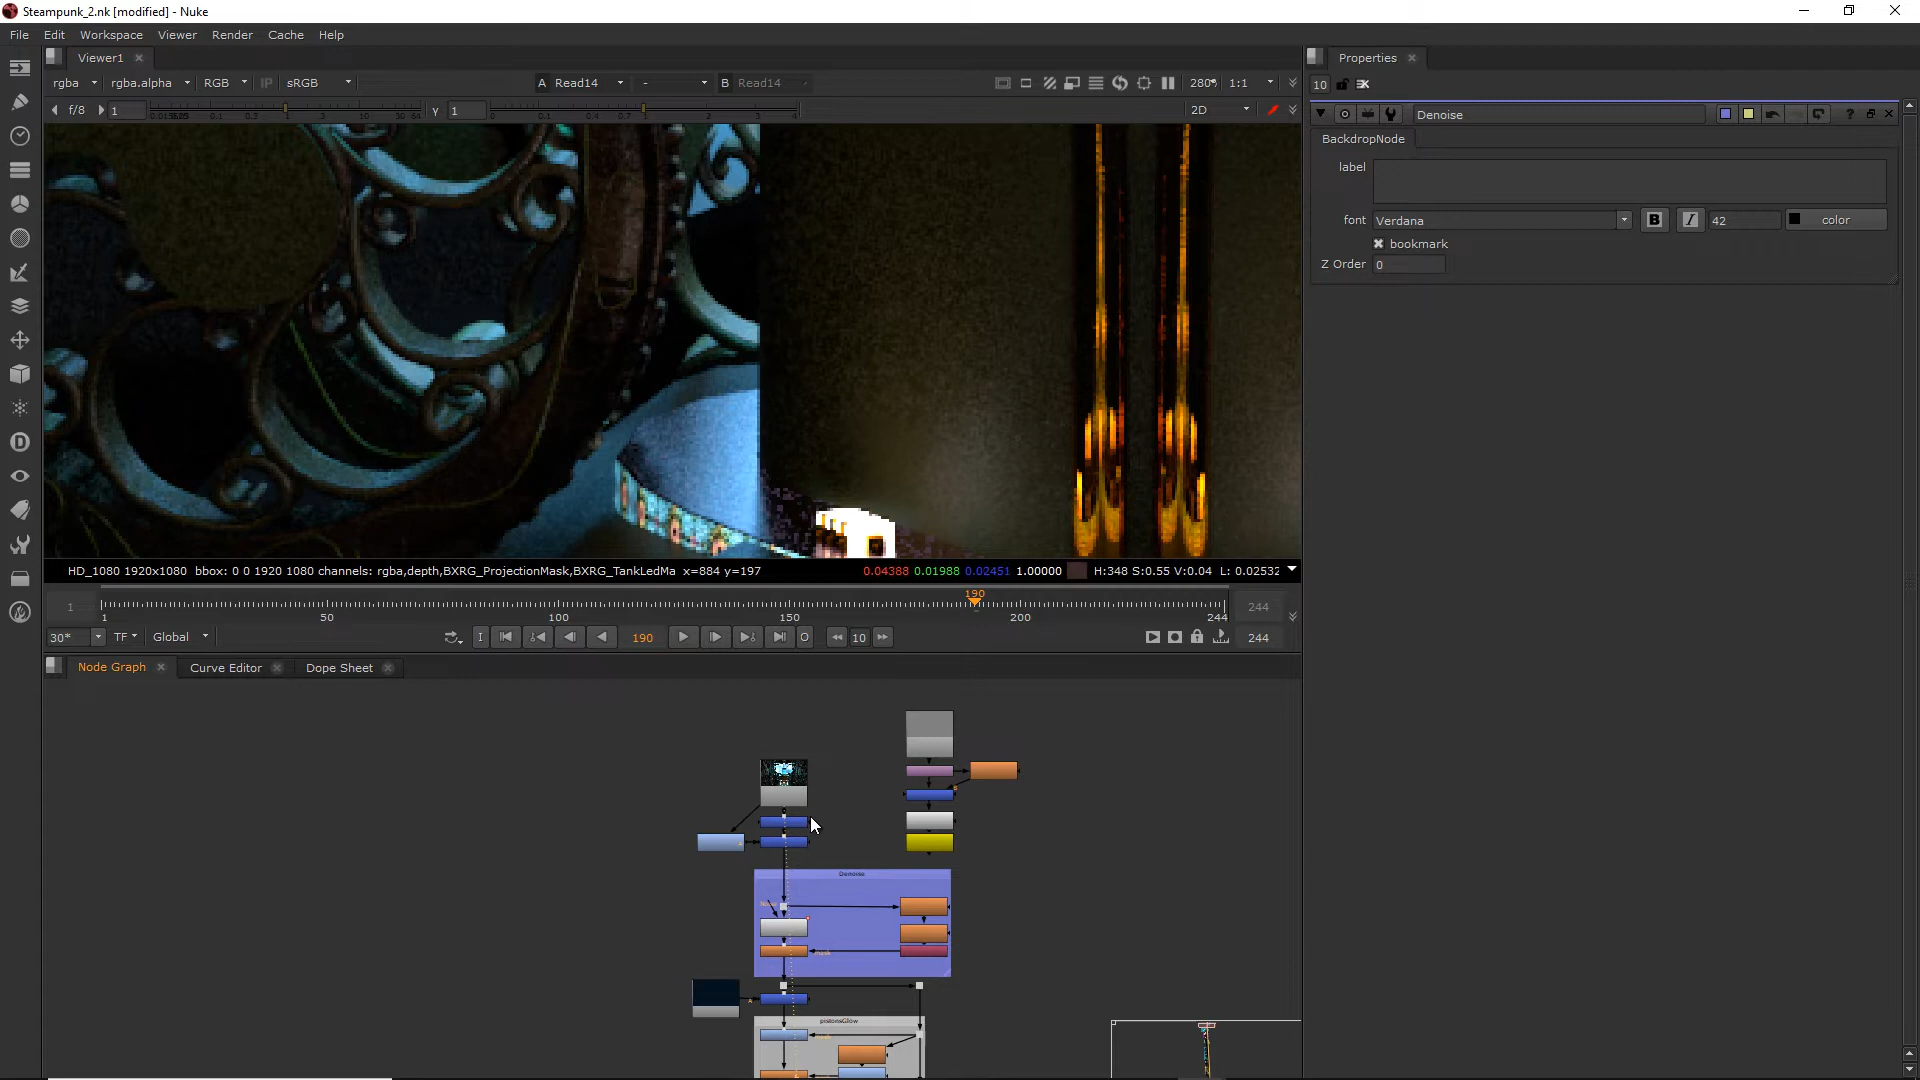 Steampunk_2.nk [modified] - Nuke
File Edit Workspace Viewer Render Cache Help
Viewer1
rgba rgba.alpha RGB IP sRGB A Read14 - B Read14 280* 1:1
f/8 1 γ 1 2D
HD_1080 1920x1080 bbox: 0 0 1920 1080 channels: rgba,depth,BXRG_ProjectionMask,BXRG_TankLedMa x=884 y=197 0.04388 0.01988 0.02451 1.00000 H:348 S:0.55 V:0.04 L: 0.02532
1 190 244
1 50 100 150 200 244
30* TF Global I 190 O 10 244
Node Graph Curve Editor Dope Sheet
Denoise
pistonsGlow
Properties
10
Denoise
BackdropNode
label
font Verdana B I 42 color
bookmark
Z Order 0